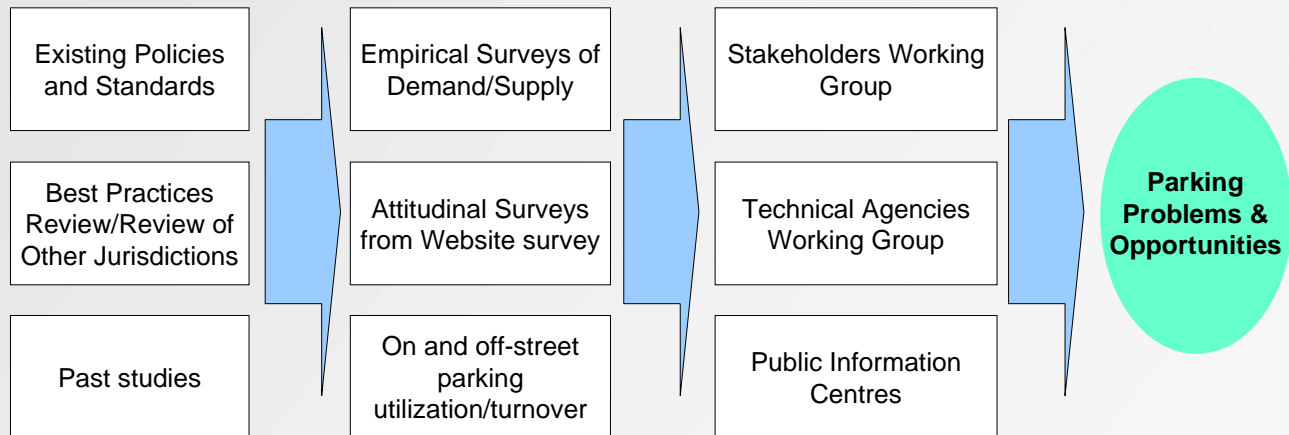 Existing Policies
and Standards
Best Practices
Review/Review of
Other Jurisdictions
Past studies
Empirical Surveys of
Demand/Supply
Attitudinal Surveys
from Website survey
On and off-street
parking
utilization/turnover
Stakeholders Working
Group
Technical Agencies
Working Group
Public Information
Centres
Parking
Problems &
Opportunities